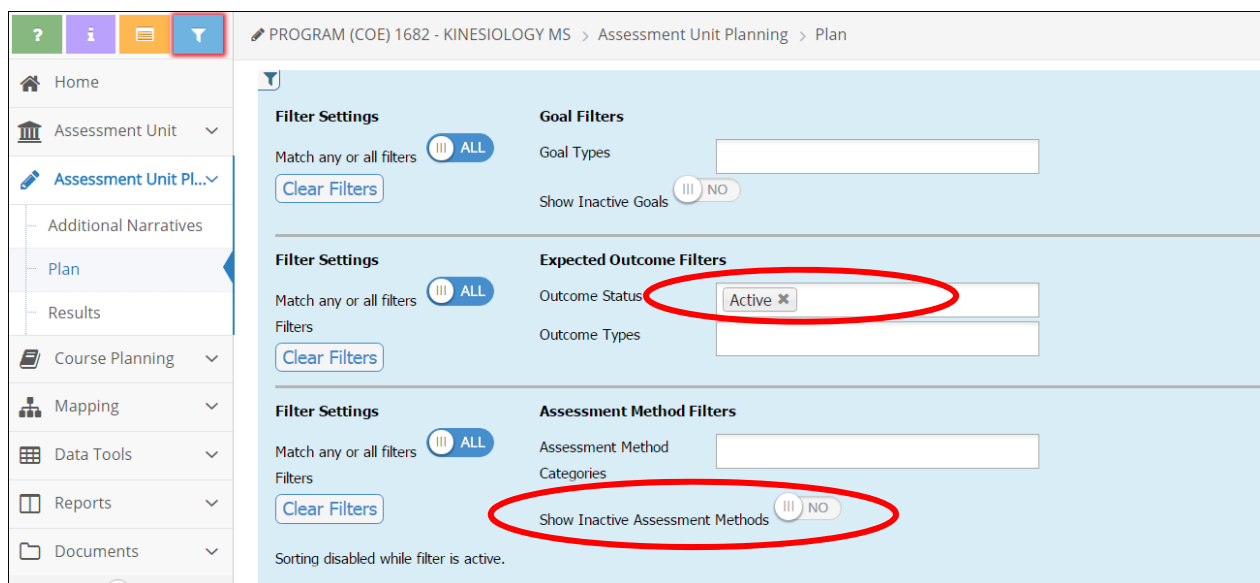 ?
i
PROGRAM (COE) 1682 - KINESIOLOGY MS > Assessment Unit Planning > Plan
Home
Assessment Unit
Assessment Unit Pl...
Additional Narratives
Plan
Results
Course Planning
Mapping
Data Tools
Reports
Documents
Filter Settings
Match any or all filters
ALL
Clear Filters
Goal Filters
Goal Types
Show Inactive Goals
NO
Filter Settings
Match any or all filters
ALL
Filters
Clear Filters
Expected Outcome Filters
Outcome Status
Active ✖
Outcome Types
Filter Settings
Match any or all filters
ALL
Filters
Clear Filters
Assessment Method Filters
Assessment Method
Categories
Show Inactive Assessment Methods
NO
Sorting disabled while filter is active.